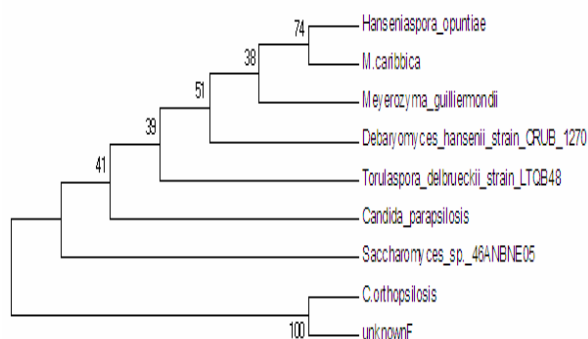 Hanseniaspora_opuntiae
74
M.caribbica
38
Meyerozyma_guilliermondii
51
Debaryomyces_hansenii_strain_CRUB_1270
39
Torulaspora_delbrueckii_strain_LTQB48
41
Candida_parapsilosis
Saccharomyces_sp._46ANBNE05
C.orthopsilosis
100
unknownF